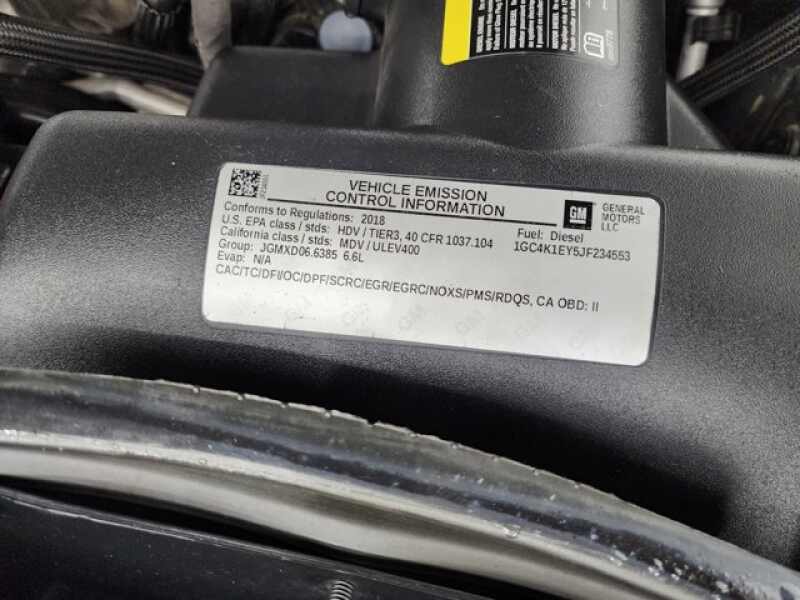 VEHICLE EMISSION
CONTROL INFORMATION
GM
GENERAL
MOTORS
LLC
Conforms to Regulations: 2018
U.S. EPA class / stds: HDV / TIER3, 40 CFR 1037.104
Fuel: Diesel
California class / stds: MDV / ULEV400
1GC4K1EY5JF234553
Group: JGMXD06.6385 6.6L
Evap: N/A
CAC/TC/DFI/OC/DPF/SCRC/EGR/EGRC/NOXS/PMS/RDQS, CA OBD: II